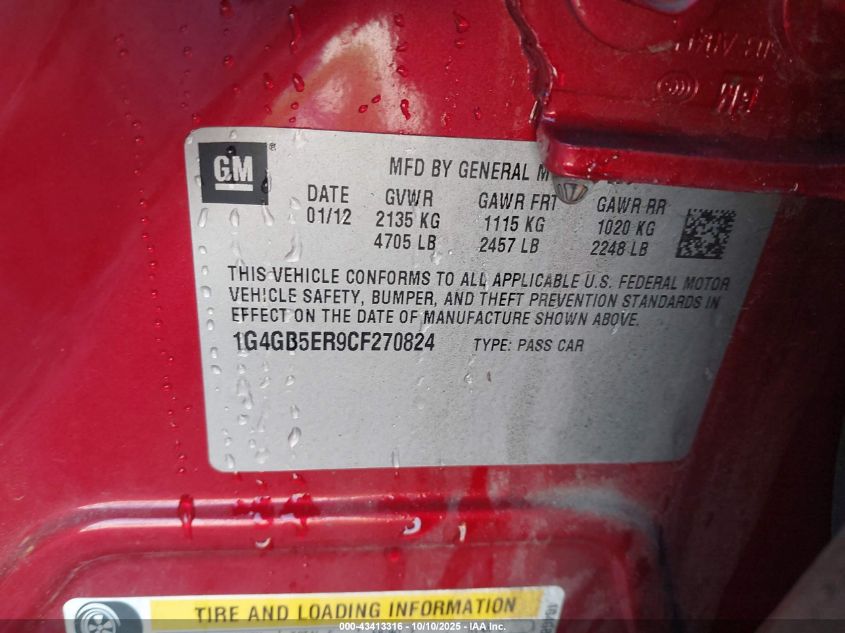 GM
MFD BY GENERAL
DATE GVWR GAWR FRT GAWR RR
01/12 2135 KG 1115 KG 1020 KG
4705 LB 2457 LB 2248 LB
THIS VEHICLE CONFORMS TO ALL APPLICABLE U.S. FEDERAL MOTOR
VEHICLE SAFETY, BUMPER, AND THEFT PREVENTION STANDARDS IN
EFFECT ON THE DATE OF MANUFACTURE SHOWN ABOVE.
1G4GB5ER9CF270824 TYPE: PASS CAR
TIRE AND LOADING INFORMATION
000-43413316 - 10/10/2025 - IAA, Inc.